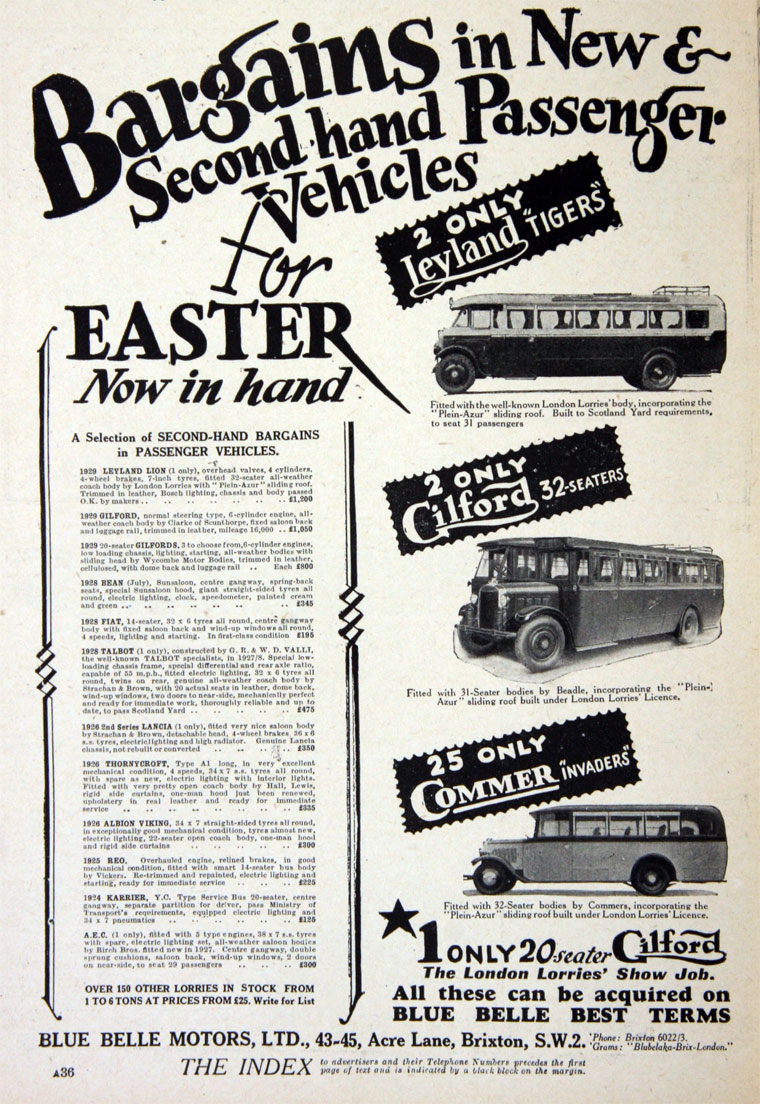 Bargains in New &
Second-hand Passenger
Vehicles
for
EASTER
Now in hand
A Selection of SECOND-HAND BARGAINS
in PASSENGER VEHICLES.
1929 LEYLAND LION (1 only), overhead valves, 4 cylinders,
4-wheel brakes, 7-inch tyres, fitted 32-seater all-weather
coach body by London Lorries with "Plein-Azur" sliding roof.
Trimmed in leather, Bosch lighting, chassis and body passed
O.K. by makers .. .. .. .. .. .. £1,200
1929 GILFORD, normal steering type, 6-cylinder engine, all-
weather coach body by Clarke of Scunthorpe, fixed saloon back
and luggage rail, trimmed in leather, mileage 16,000 .. £1,050
1929 20-seater GILFORDS, 3 to choose from, 6-cylinder engines,
low loading chassis, lighting, starting, all-weather bodies with
sliding head by Wycombe Motor Bodies, trimmed in leather,
cellulosed, with dome back and luggage rail .. Each £800
1928 BEAN (July), Sunsaloon, centre gangway, spring-back
seats, special Sunsaloon hood, giant straight-sided tyres all
round, electric lighting, clock, speedometer, painted cream
and green .. .. .. .. .. .. £345
1928 FIAT, 14-seater, 32 x 6 tyres all round, centre gangway
body with fixed saloon back and wind-up windows all round,
4 speeds, lighting and starting. In first-class condition £195
1928 TALBOT (1 only), constructed by G. R. & W. D. VALLI,
the well-known TALBOT specialists, in 1927/8. Special low-
loading chassis frame, special differential and rear axle ratio,
capable of 55 m.p.h., fitted electric lighting, 32 x 6 tyres all
round, twins on rear, genuine all-weather coach body by
Strachan & Brown, with 20 actual seats in leather, dome back,
wind-up windows, two doors to near-side, mechanically perfect
and ready for immediate work, thoroughly reliable and up to
date, to pass Scotland Yard .. .. .. .. £475
1926 2nd Series LANCIA (1 only), fitted very nice saloon body
by Strachan & Brown, detachable head, 4-wheel brakes 36 x 6
s.s. tyres, electric lighting and high radiator. Genuine Lancia
chassis, not rebuilt or converted .. .. .. .. £350
1926 THORNYCROFT, Type A1 long, in very excellent
mechanical condition, 4 speeds, 34 x 7 s.s. tyres all round,
with spare as new, electric lighting with interior lights.
Fitted with very pretty open coach body by Hall, Lewis,
rigid side curtains, one-man hood just been renewed,
upholstery in real leather and ready for immediate
service .. .. .. .. .. .. .. £335
1926 ALBION VIKING, 34 x 7 straight-sided tyres all round,
in exceptionally good mechanical condition, tyres almost new,
electric lighting, 22-seater open coach body, one-man hood
and rigid side curtains .. .. .. .. £300
1925 REO. Overhauled engine, relined brakes, in good
mechanical condition, fitted with smart 14-seater bus body
by Vickers. Re-trimmed and repainted, electric lighting and
starting, ready for immediate service .. .. .. £225
1924 KARRIER, Y.C. Type Service Bus 20-seater, centre
gangway, separate partition for driver, pass Ministry of
Transport's requirements, equipped electric lighting and
34 x 7 pneumatics .. .. .. .. .. £125
A.E.C. (1 only), fitted with 5 type engines, 38 x 7 s.s. tyres
with spare, electric lighting set, all-weather saloon bodies
by Birch Bros. fitted new in 1927. Centre gangway, double
sprung cushions, saloon back, wind-up windows, 2 doors
on near-side, to seat 29 passengers .. .. .. £300
OVER 150 OTHER LORRIES IN STOCK FROM
1 TO 6 TONS AT PRICES FROM £25. Write for List
2 ONLY
Leyland "TIGERS"
Fitted with the well-known London Lorries' body, incorporating the
"Plein-Azur" sliding roof. Built to Scotland Yard requirements,
to seat 31 passengers
2 ONLY
Gilford 32-SEATERS
Fitted with 31-Seater bodies by Beadle, incorporating the "Plein-
Azur" sliding roof built under London Lorries' Licence.
25 ONLY
COMMER "INVADERS"
Fitted with 32-Seater bodies by Commers, incorporating the
"Plein-Azur" sliding roof built under London Lorries' Licence.
1 ONLY 20-seater Gilford
The London Lorries' Show Job.
All these can be acquired on
BLUE BELLE BEST TERMS
BLUE BELLE MOTORS, LTD., 43-45, Acre Lane, Brixton, S.W.2. 'Phone: Brixton 6022/3.
'Grams: "Blubelaka-Brix-London."
A36
THE INDEX to advertisers and their Telephone Numbers precedes the first
page of text and is indicated by a black block on the margin.